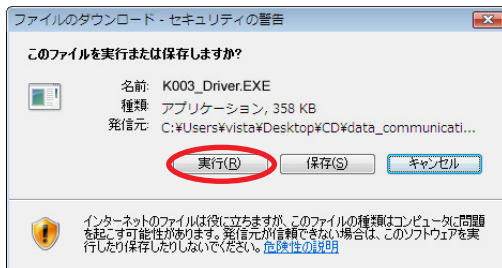 ファイルのダウンロード - セキュリティの警告
このファイルを実行または保存しますか?
名前: K003_Driver.EXE
種類: アプリケーション, 358 KB
発信元: C:¥Users¥vista¥Desktop¥CD¥data_communicati...
実行(R) 保存(S) キャンセル
インターネットのファイルは役に立ちますが、このファイルの種類はコンピュータに問題
を起こす可能性があります。発信元が信頼できない場合は、このソフトウェアを実
行したり保存したりしないでください。危険性の説明